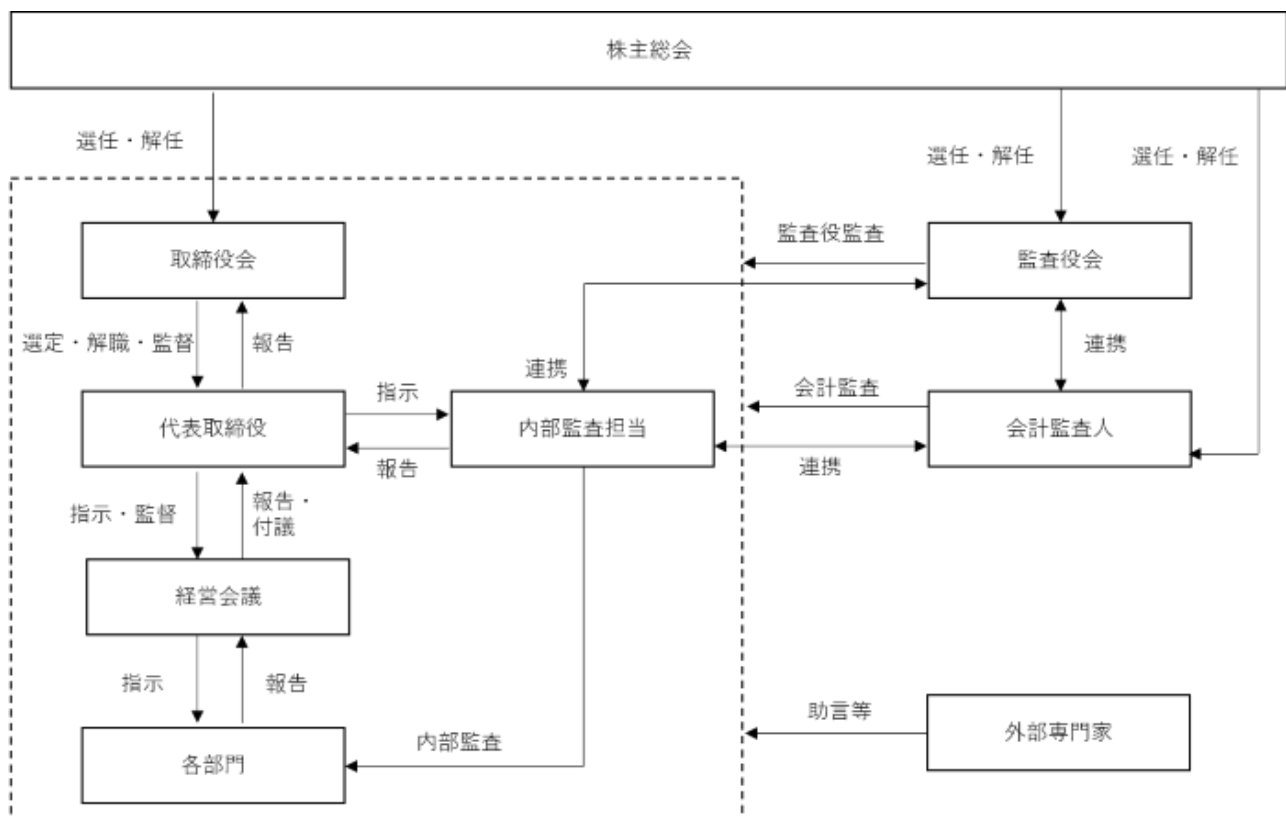 株主総会
選任・解任
選任・解任
選任・解任
取締役会
監査役監査
監査役会
選定・解職・監督
報告
連携
連携
代表取締役
指示
報告
内部監査担当
会計監査
連携
会計監査人
指示・監督
報告・
付議
経営会議
指示
報告
各部門
内部監査
助言等
外部専門家